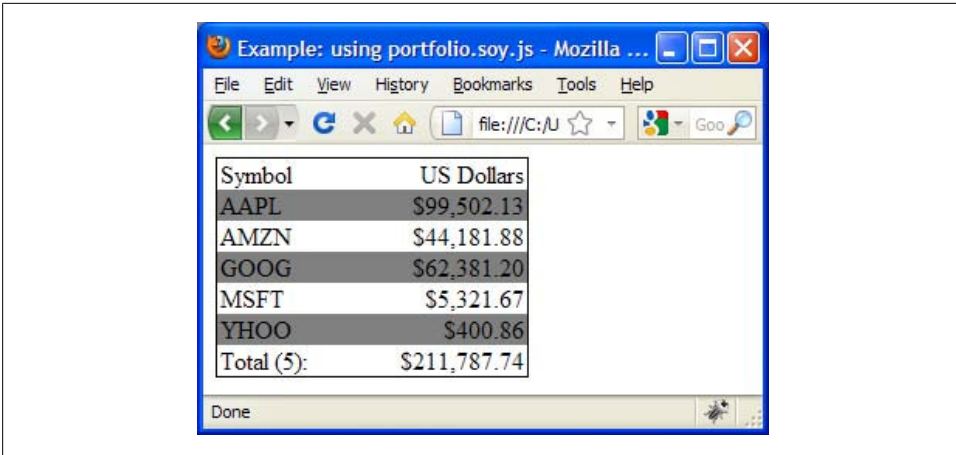 Example: using portfolio.soy.js - Mozilla ...
File Edit View History Bookmarks Tools Help
file:///C:/U Goo
Symbol US Dollars
AAPL $99,502.13
AMZN $44,181.88
GOOG $62,381.20
MSFT $5,321.67
YHOO $400.86
Total (5): $211,787.74
Done